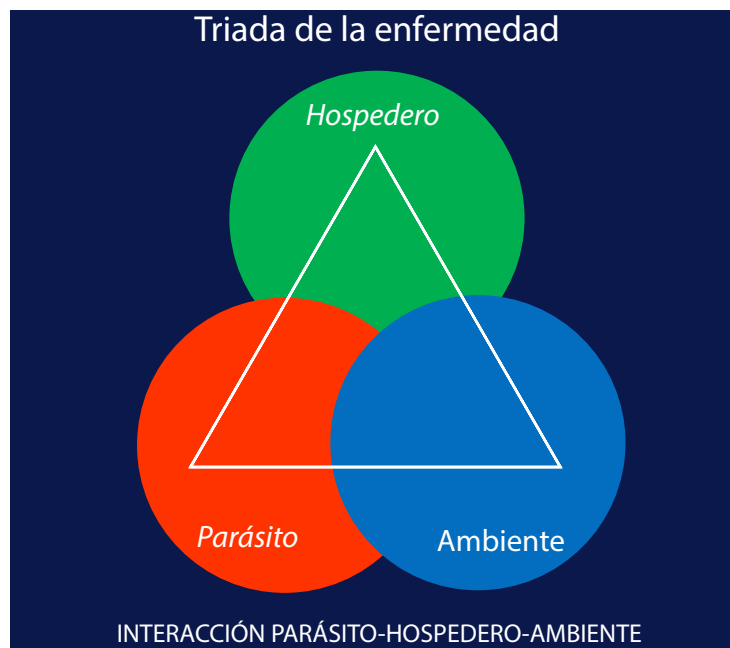 Triada de la enfermedad
Hospedero
Parásito
Ambiente
INTERACCIÓN PARÁSITO-HOSPEDERO-AMBIENTE